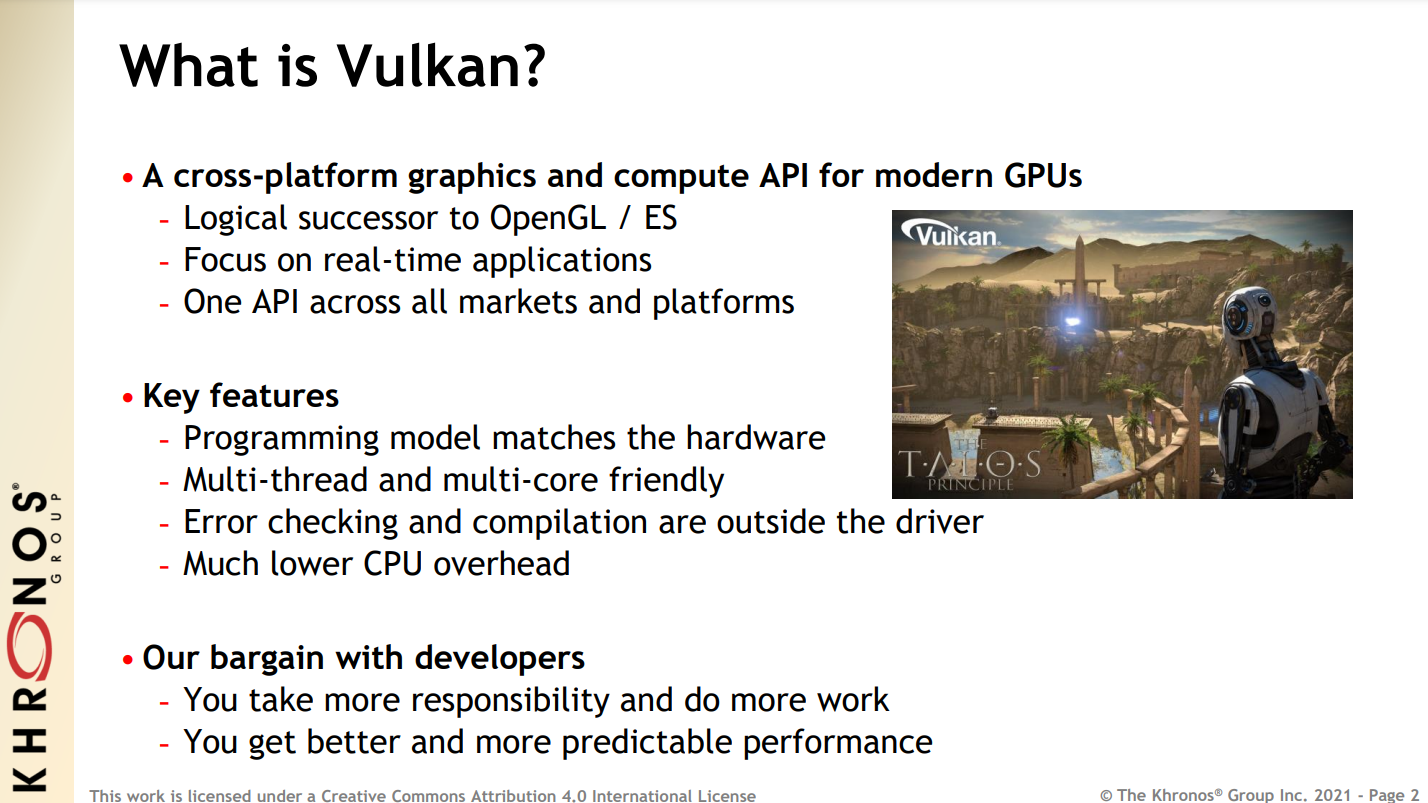 What is Vulkan?
• A cross-platform graphics and compute API for modern GPUs
- Logical successor to OpenGL / ES
- Focus on real-time applications
- One API across all markets and platforms
Vulkan.
THE
T·A·L·O·S
PRINCIPLE
• Key features
- Programming model matches the hardware
- Multi-thread and multi-core friendly
- Error checking and compilation are outside the driver
- Much lower CPU overhead
• Our bargain with developers
- You take more responsibility and do more work
- You get better and more predictable performance
KHRONOS®
GROUP
This work is licensed under a Creative Commons Attribution 4.0 International License
© The Khronos® Group Inc. 2021 - Page 2